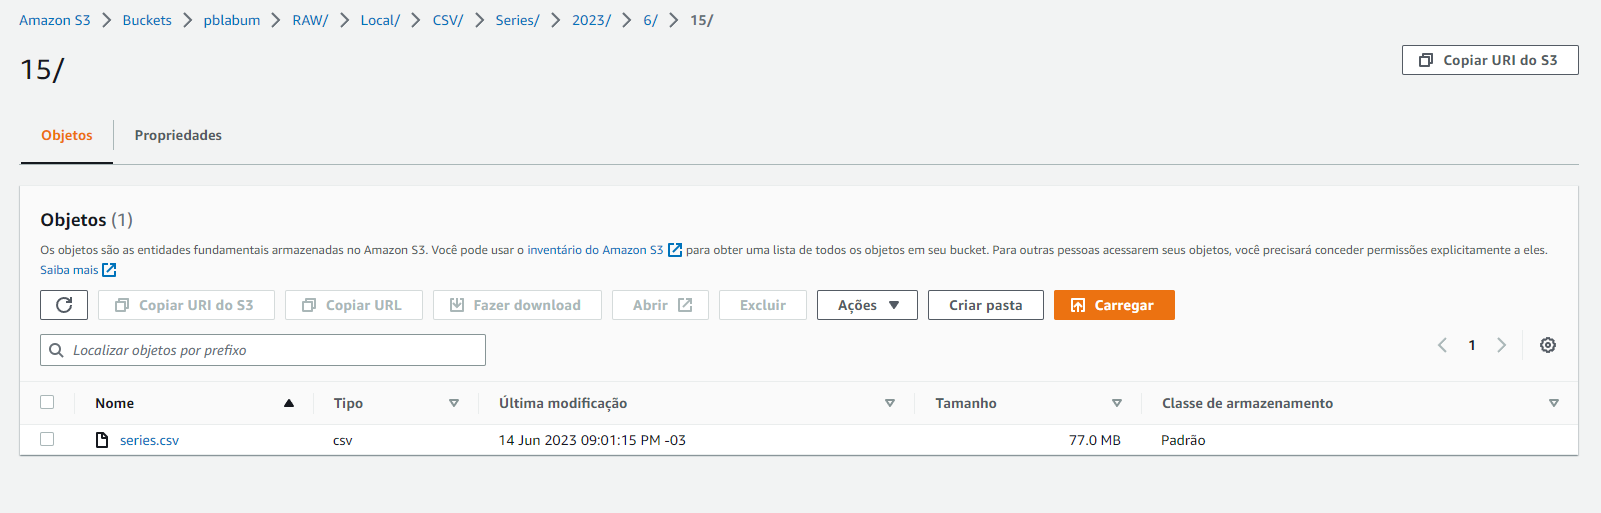 Amazon S3 Buckets pblabum RAW/ Local/ CSV/ Series/ 2023/ 6/ 15/
15/
Copiar URI do S3
Objetos Propriedades
Objetos (1)
Os objetos são as entidades fundamentais armazenadas no Amazon S3. Você pode usar o inventário do Amazon S3 para obter uma lista de todos os objetos em seu bucket. Para outras pessoas acessarem seus objetos, você precisará conceder permissões explicitamente a eles.
Saiba mais
Copiar URI do S3 Copiar URL Fazer download Abrir Excluir Ações Criar pasta Carregar
Localizar objetos por prefixo
1
Nome Tipo Última modificação Tamanho Classe de armazenamento
series.csv csv 14 Jun 2023 09:01:15 PM -03 77.0 MB Padrão